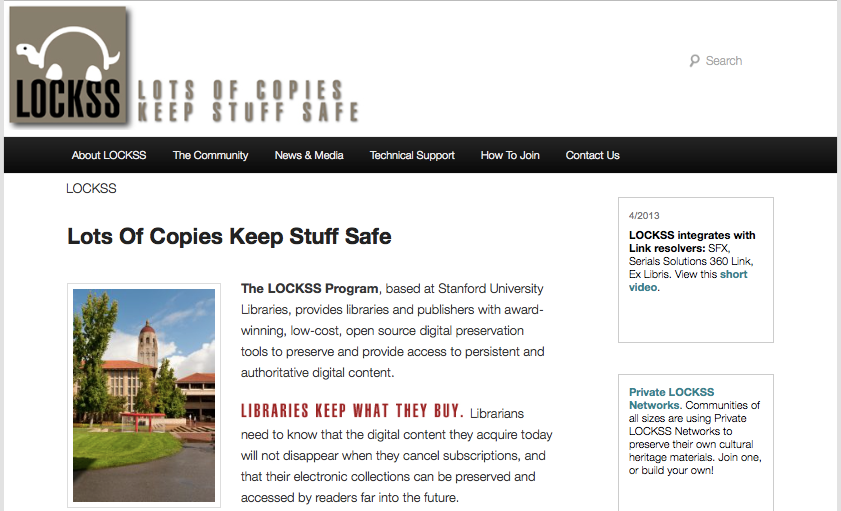 LOCKSS
LOTS OF COPIES
KEEP STUFF SAFE
Search
About LOCKSS The Community News & Media Technical Support How To Join Contact Us
LOCKSS
Lots Of Copies Keep Stuff Safe
The LOCKSS Program, based at Stanford University
Libraries, provides libraries and publishers with award-
winning, low-cost, open source digital preservation
tools to preserve and provide access to persistent and
authoritative digital content.
LIBRARIES KEEP WHAT THEY BUY. Librarians
need to know that the digital content they acquire today
will not disappear when they cancel subscriptions, and
that their electronic collections can be preserved and
accessed by readers far into the future.
4/2013
LOCKSS integrates with
Link resolvers: SFX,
Serials Solutions 360 Link,
Ex Libris. View this short
video.
Private LOCKSS
Networks. Communities of
all sizes are using Private
LOCKSS Networks to
preserve their own cultural
heritage materials. Join one,
or build your own!